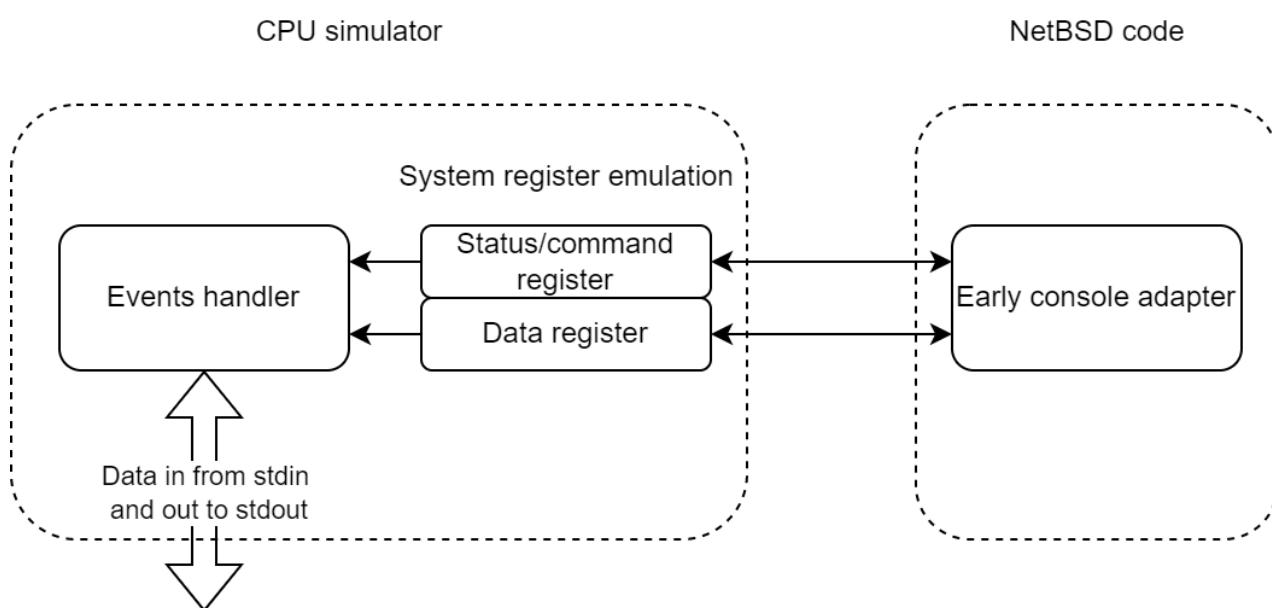 CPU simulator
NetBSD code
System register emulation
Events handler
Status/command
register
Data register
Early console adapter
Data in from stdin
and out to stdout